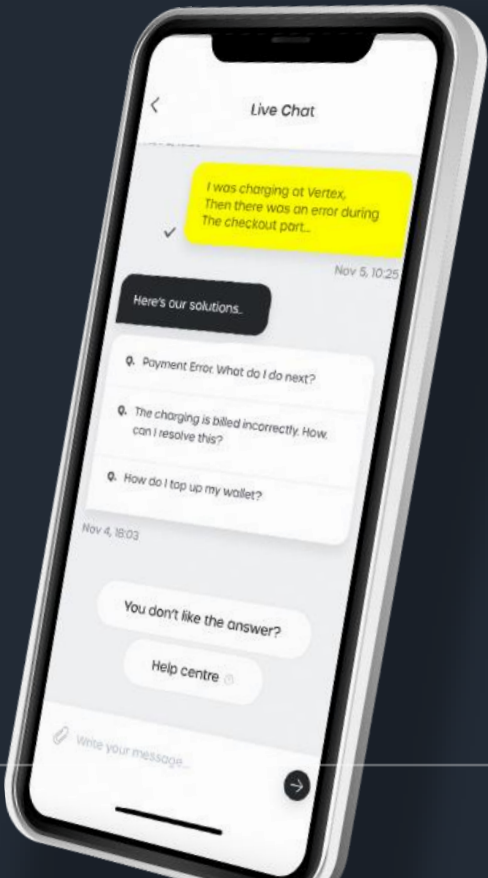 Live Chat
I was charging at Vertex,
Then there was an error during
The checkout part...
Nov 5, 10:25
Here's our solutions..
Q. Payment Error. What do I do next?
Q. The charging is billed incorrectly. How
can I resolve this?
Q. How do I top up my wallet?
Nov 4, 18:03
You don't like the answer?
Help centre
Write your message...